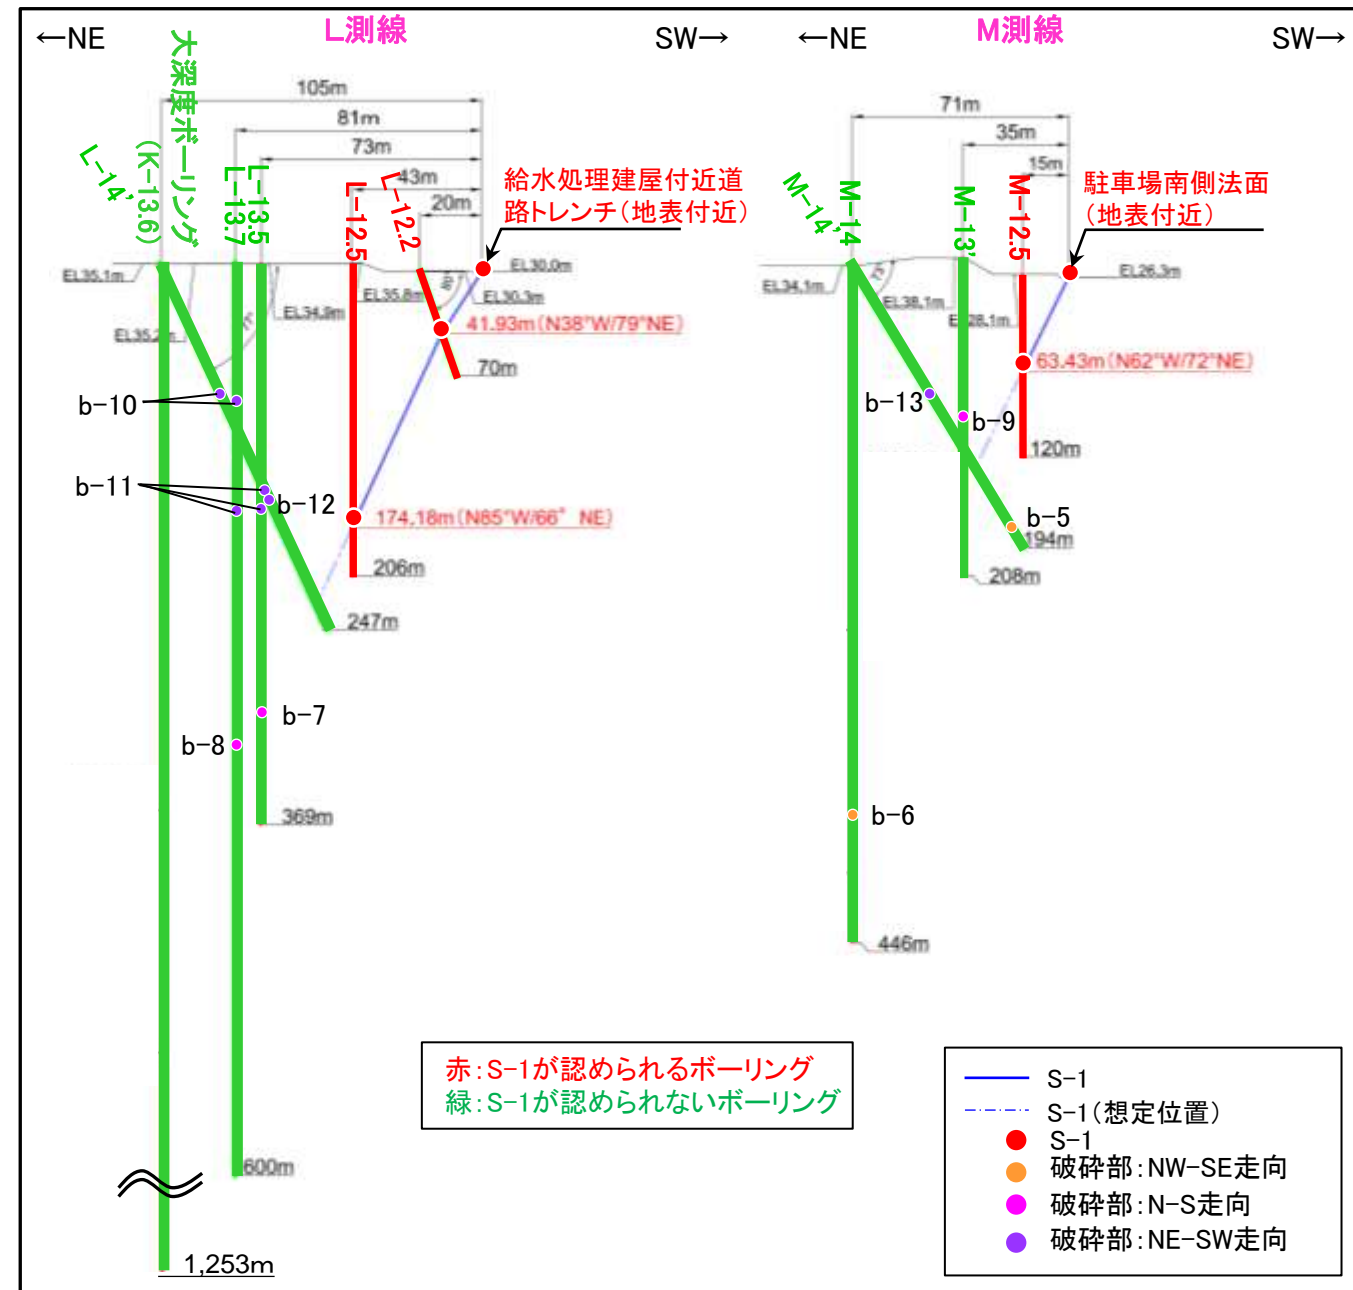 ←NE
L測線
SW→
105m
81m
73m
43m
20m
大深度ボーリング
(K-13.6)
L-14'
L-13.7
L-13.5
L-12.5
L-12.2
給水処理建屋付近道
路トレンチ(地表付近)
EL35.1m
EL34.9m
EL35.8m
EL30.3m
EL30.0m
80°
41.93m(N38°W/79°NE)
70m
b-10
b-11
b-12
174.18m(N85°W/66°NE)
206m
247m
b-7
b-8
369m
600m
1,253m
←NE
M測線
SW→
71m
35m
15m
M-14'
M-14
M-13'
M-12.5
駐車場南側法面
(地表付近)
EL34.1m
EL38.1m
EL26.3m
73°
63.43m(N62°W/72°NE)
b-13
b-9
120m
b-5
194m
208m
b-6
446m
赤:S-1が認められるボーリング
緑:S-1が認められないボーリング
S-1
S-1(想定位置)
S-1
破砕部:NW-SE走向
破砕部:N-S走向
破砕部:NE-SW走向